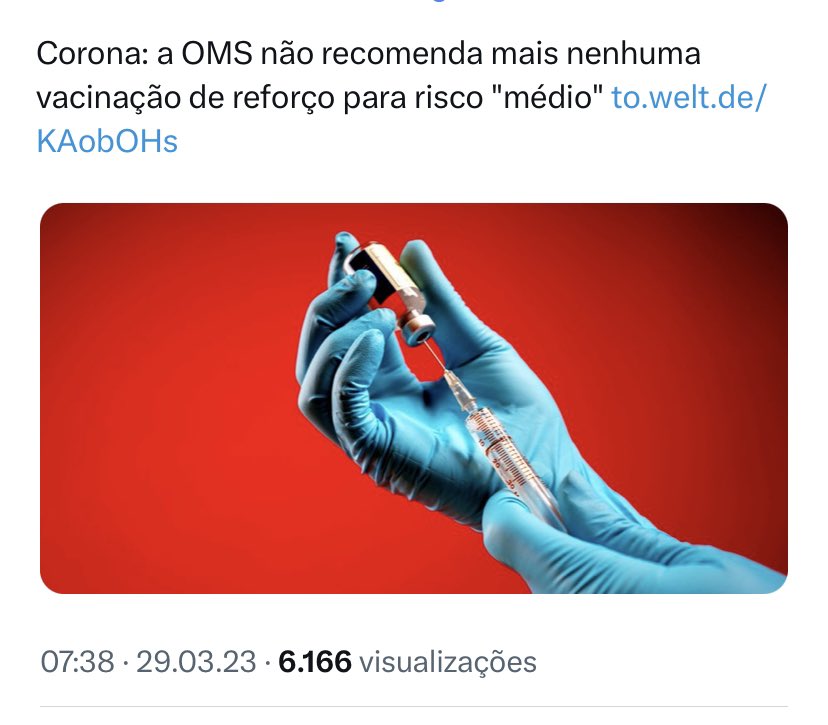 Corona: a OMS não recomenda mais nenhuma
vacinação de reforço para risco "médio" to.welt.de/
KAobOHs
07:38 · 29.03.23 · 6.166 visualizações